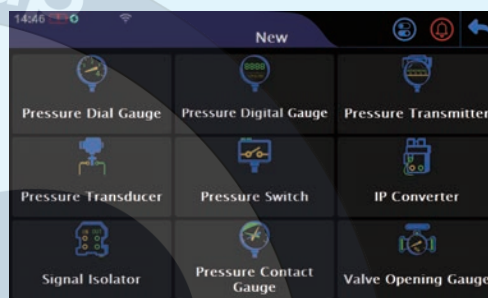 14:46
New
Pressure Dial Gauge
Pressure Digital Gauge
Pressure Transmitter
Pressure Transducer
Pressure Switch
IP Converter
Signal Isolator
Pressure Contact
Gauge
Valve Opening Gauge